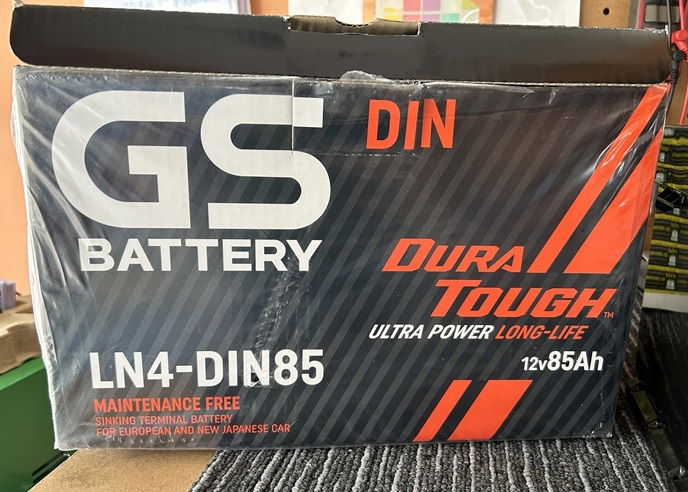 GS
BATTERY
DIN
DURA
TOUGH™
ULTRA POWER LONG-LIFE
12v85Ah
LN4-DIN85
MAINTENANCE FREE
SINKING TERMINAL BATTERY
FOR EUROPEAN AND NEW JAPANESE CAR